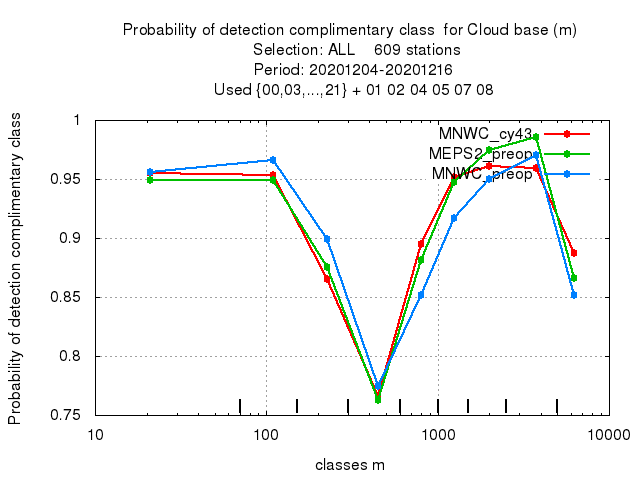 Probability of detection complimentary class  for Cloud base (m)
Selection: ALL    609 stations
Period: 20201204-20201216
Used {00,03,...,21} + 01 02 04 05 07 08
Probability of detection complimentary class
1
0.95
0.9
0.85
0.8
0.75
MNWC_cy43
MEPS2_preop
MNWC_preop
10 100 1000 10000
classes m